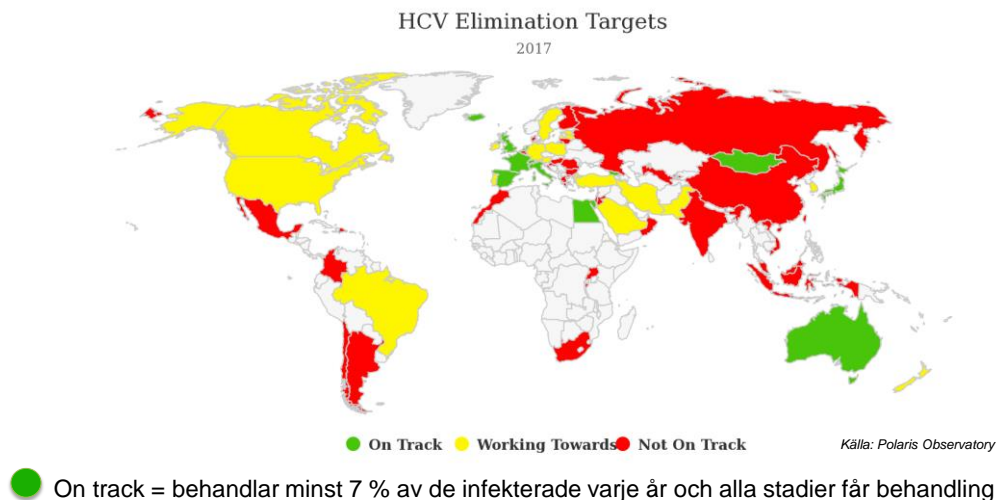 HCV Elimination Targets
2017
On Track Working Towards Not On Track
Källa: Polaris Observatory
On track = behandlar minst 7 % av de infekterade varje år och alla stadier får behandling